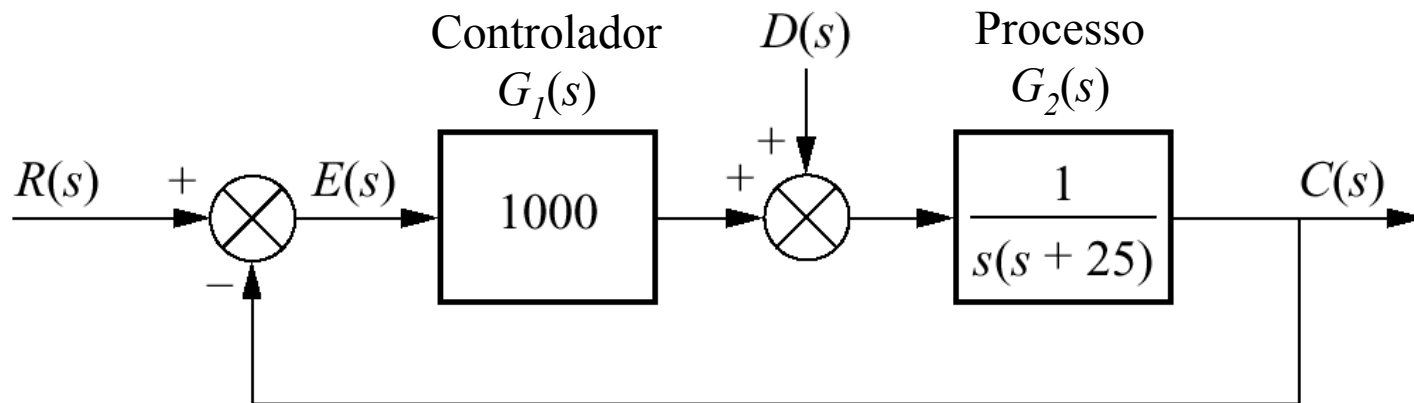 Controlador
G₁(s)
D(s)
Processo
G₂(s)
R(s)
+
−
E(s)
1000
+
+
1
s(s + 25)
C(s)